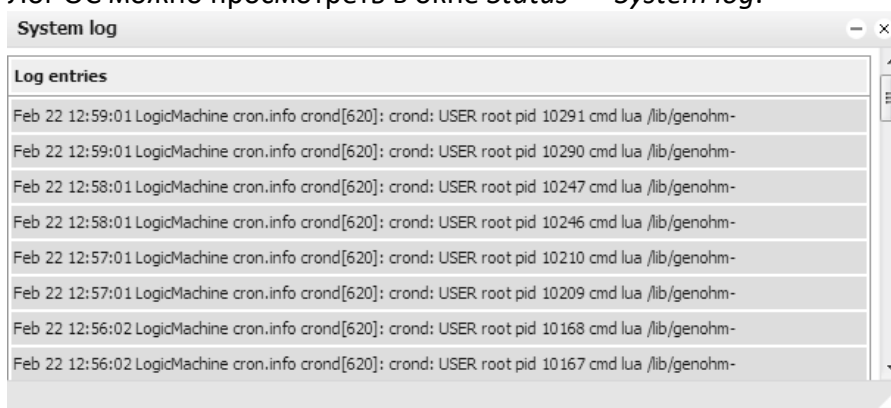 Лог ОС можно просмотреть в окне Status — System log:
System log
Log entries
Feb 22 12:59:01 LogicMachine cron.info crond[620]: crond: USER root pid 10291 cmd lua /lib/genohm-
Feb 22 12:59:01 LogicMachine cron.info crond[620]: crond: USER root pid 10290 cmd lua /lib/genohm-
Feb 22 12:58:01 LogicMachine cron.info crond[620]: crond: USER root pid 10247 cmd lua /lib/genohm-
Feb 22 12:58:01 LogicMachine cron.info crond[620]: crond: USER root pid 10246 cmd lua /lib/genohm-
Feb 22 12:57:01 LogicMachine cron.info crond[620]: crond: USER root pid 10210 cmd lua /lib/genohm-
Feb 22 12:57:01 LogicMachine cron.info crond[620]: crond: USER root pid 10209 cmd lua /lib/genohm-
Feb 22 12:56:02 LogicMachine cron.info crond[620]: crond: USER root pid 10168 cmd lua /lib/genohm-
Feb 22 12:56:02 LogicMachine cron.info crond[620]: crond: USER root pid 10167 cmd lua /lib/genohm-